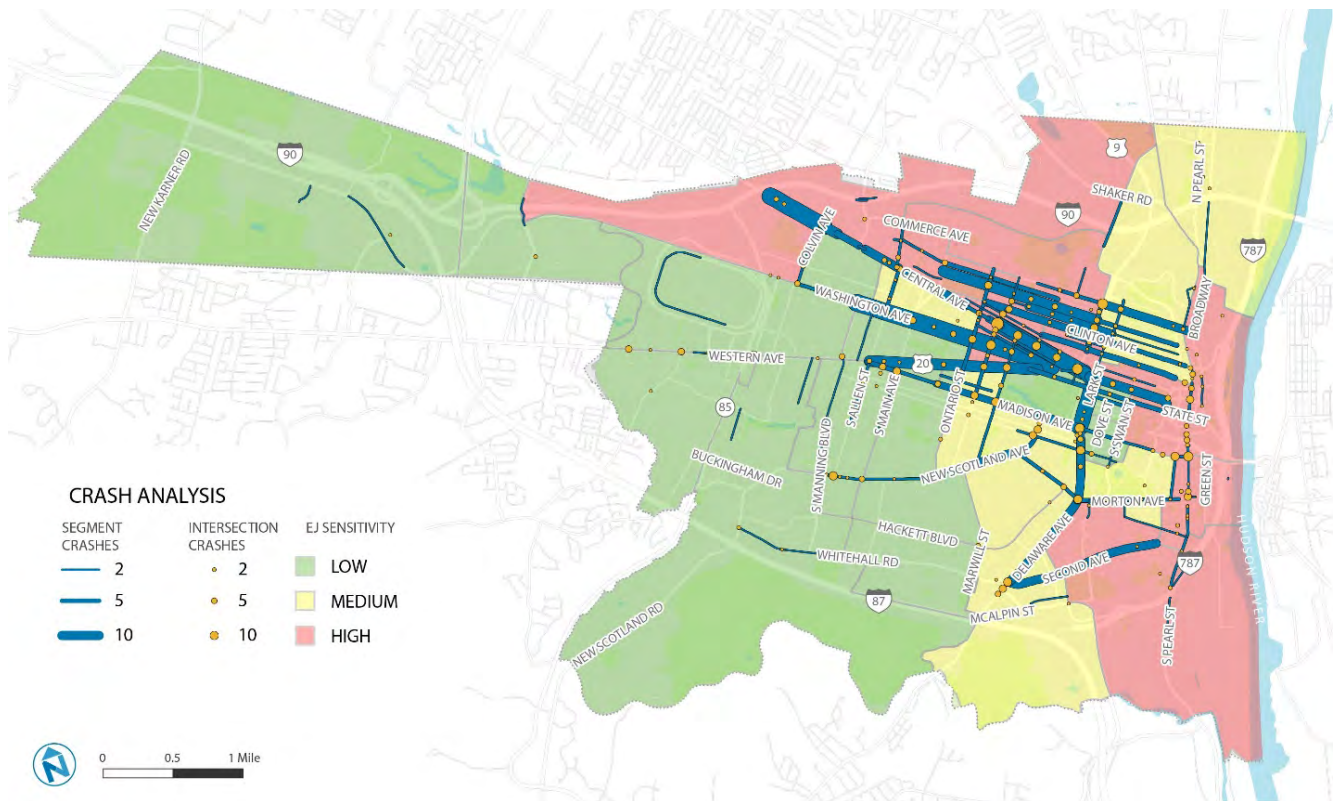 90
NEW KARNER RD
9
SHAKER RD
N PEARL ST
90
787
COLVIN AVE
COMMERCE AVE
CENTRAL AVE
WASHINGTON AVE
BROADWAY
CLINTON AVE
WESTERN AVE
20
LARK ST
85
S ALLEN ST
S MAIN AVE
ONTARIO ST
MADISON AVE
DOVE ST
S SWAN ST
STATE ST
BUCKINGHAM DR
S MANNING BLVD
NEW SCOTLAND AVE
GREEN ST
MORTON AVE
HACKETT BLVD
DELAWARE AVE
HUDSON RIVER
WHITEHALL RD
MARWILL ST
SECOND AVE
787
87
MCALPIN ST
NEW SCOTLAND RD
S PEARL ST
CRASH ANALYSIS
SEGMENT
CRASHES
2
5
10
INTERSECTION
CRASHES
2
5
10
EJ SENSITIVITY
LOW
MEDIUM
HIGH
N
0 0.5 1 Mile